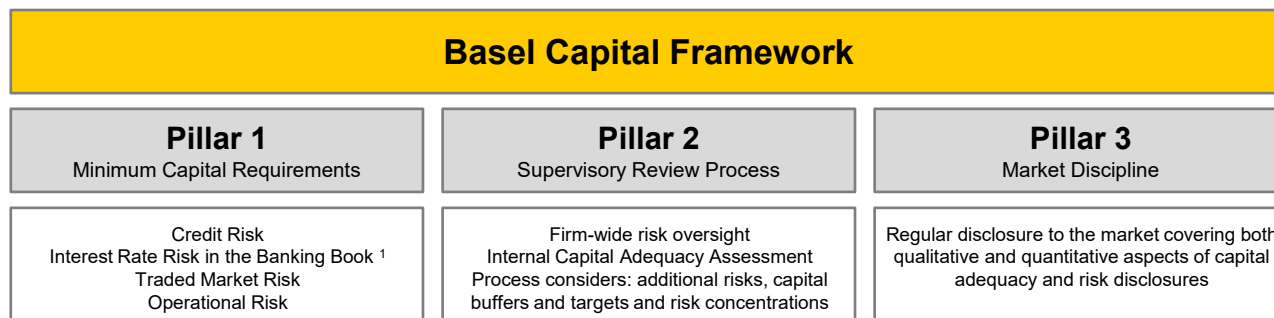 Basel Capital Framework
Pillar 1
Minimum Capital Requirements
Pillar 2
Supervisory Review Process
Pillar 3
Market Discipline
Credit Risk
Interest Rate Risk in the Banking Book ¹
Traded Market Risk
Operational Risk
Firm-wide risk oversight
Internal Capital Adequacy Assessment
Process considers: additional risks, capital
buffers and targets and risk concentrations
Regular disclosure to the market covering both
qualitative and quantitative aspects of capital
adequacy and risk disclosures